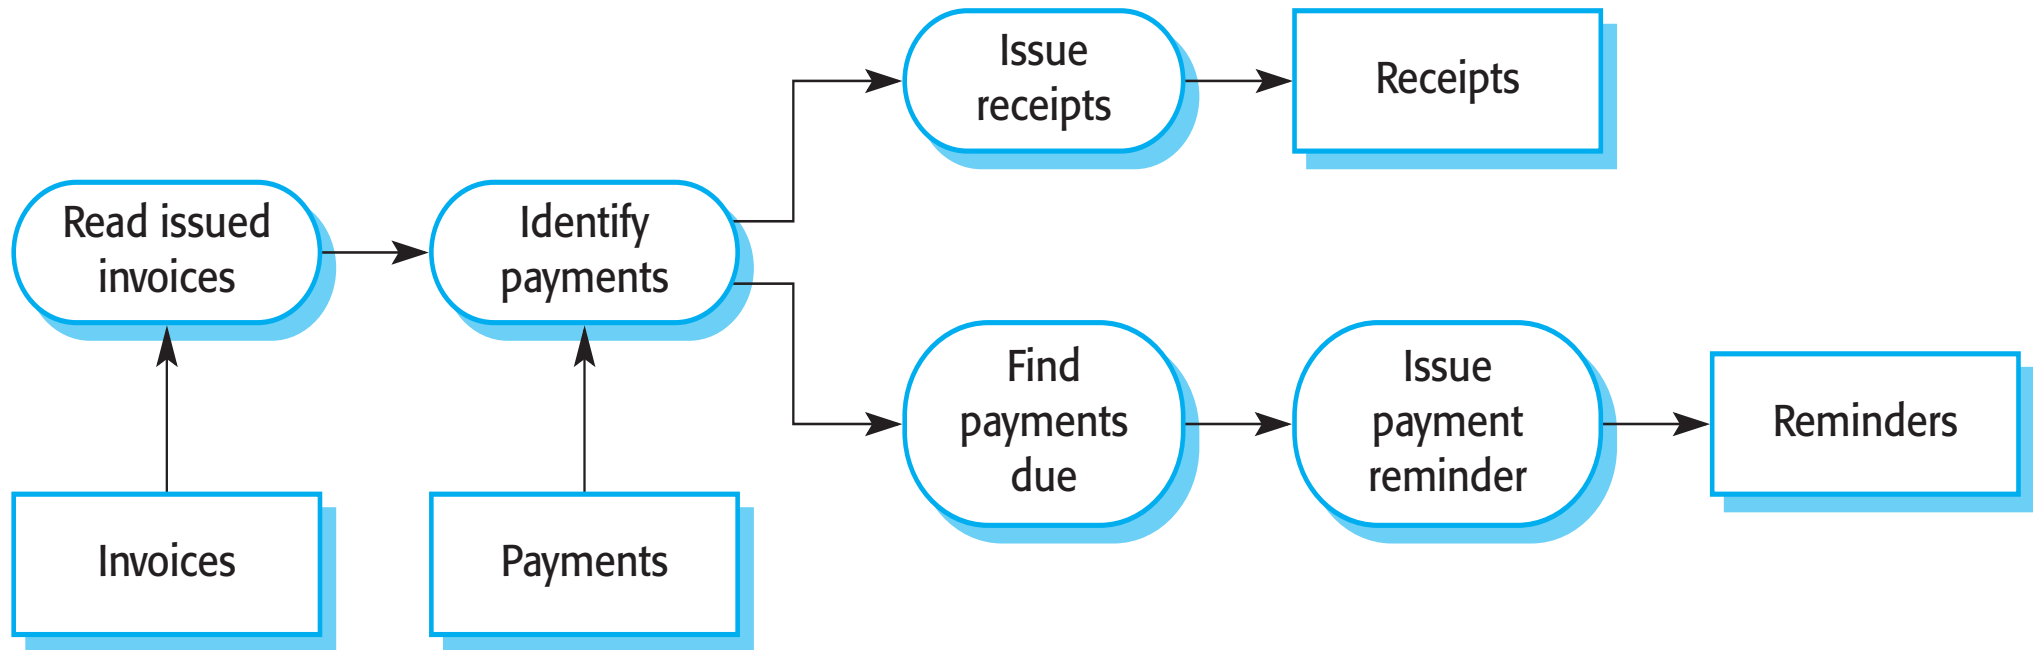 Issue
receipts
Receipts
Read issued
invoices
Identify
payments
Find
payments
due
Issue
payment
reminder
Reminders
Invoices
Payments